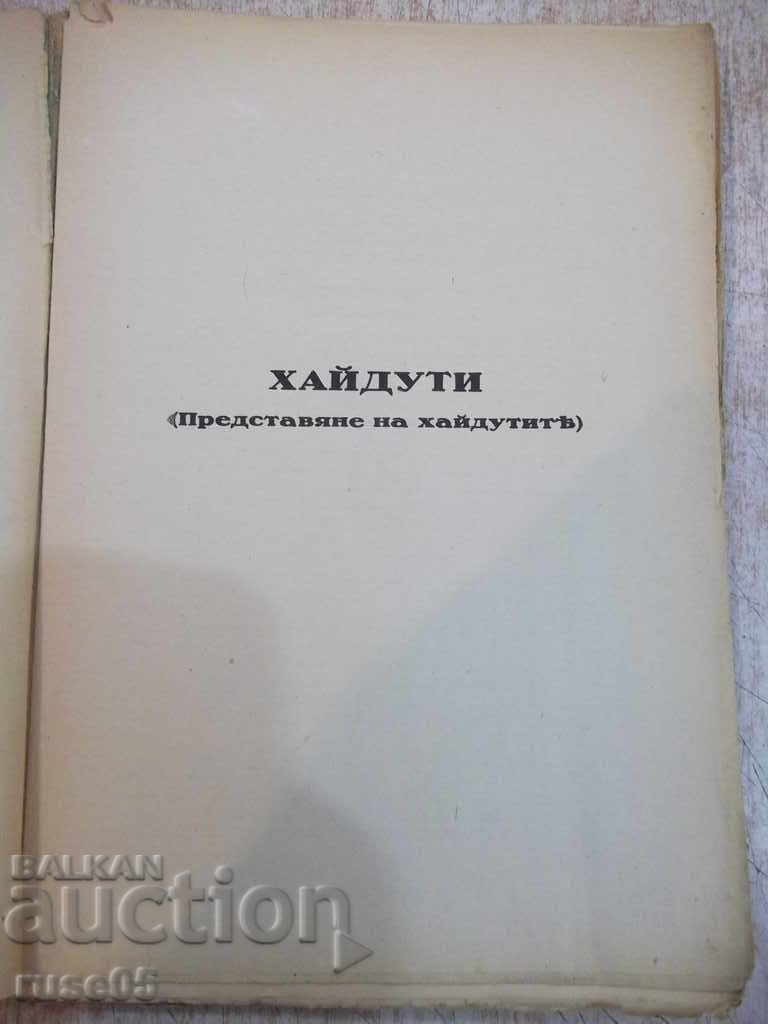 ХАЙДУТИ
(Представяне на хайдутитѣ)
BALKAN
auction
ruse05